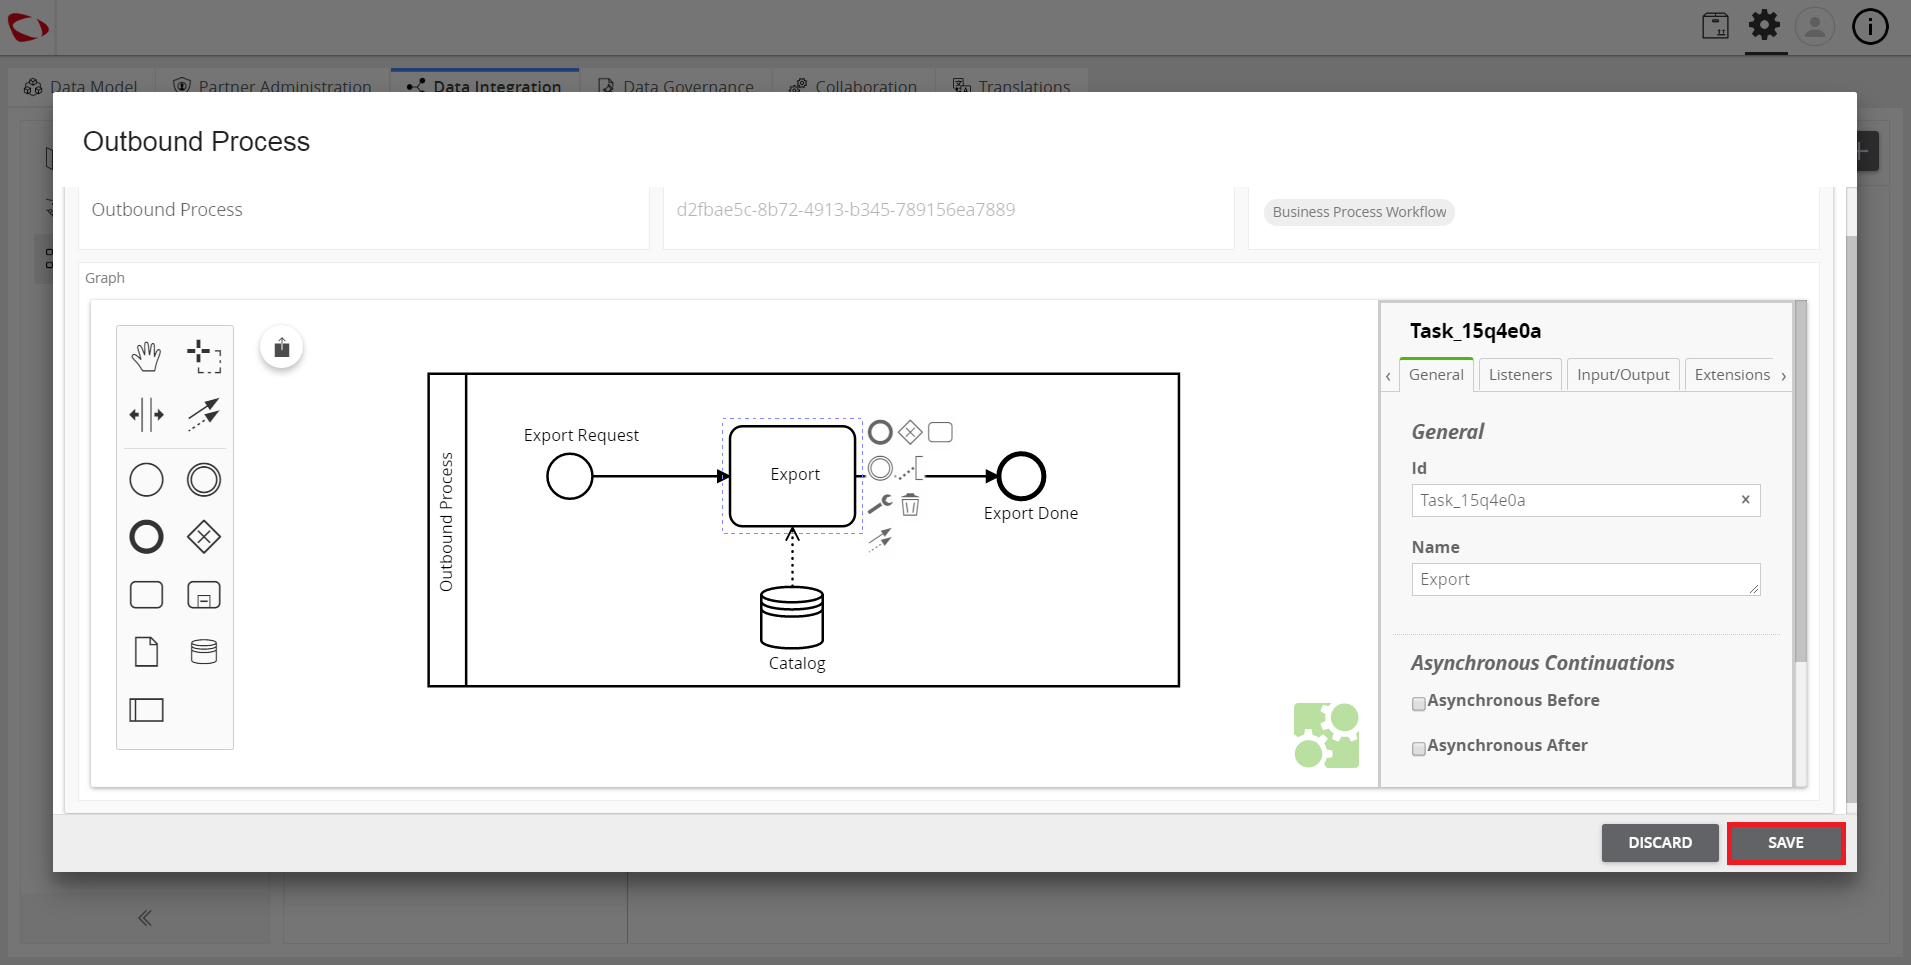 Data Model
Partner Administration
Data Integration
Data Governance
Collaboration
Translations
Outbound Process
Outbound Process
d2fbae5c-8b72-4913-b345-789156ea7889
Business Process Workflow
Graph
Outbound Process
Export Request
Export
Export Done
Catalog
Task_15q4e0a
General
Listeners
Input/Output
Extensions
General
Id
Task_15q4e0a
Name
Export
Asynchronous Continuations
Asynchronous Before
Asynchronous After
DISCARD
SAVE